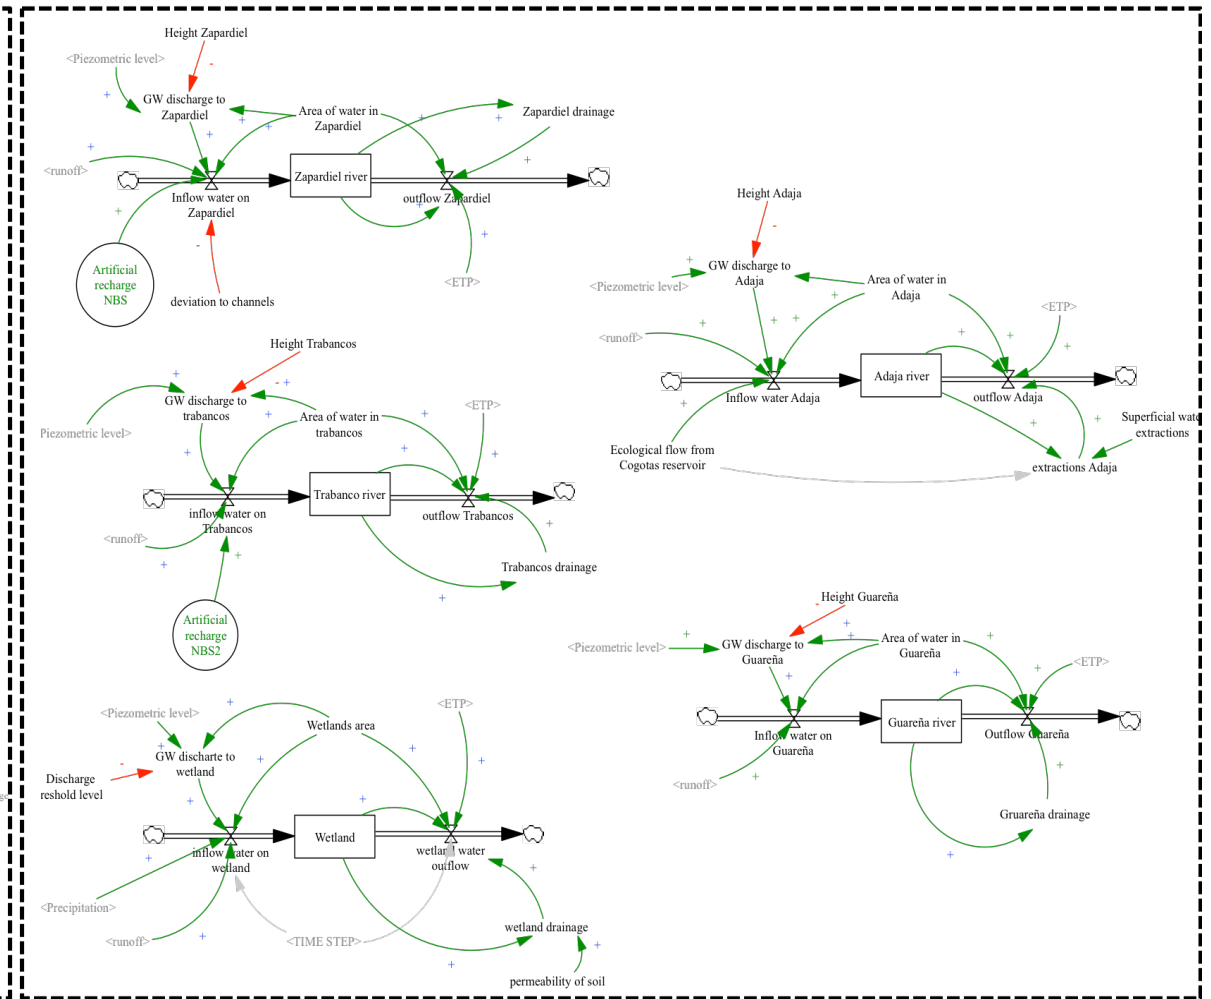 Height Zapardiel
<Piezometric level>
-
+
GW discharge to
Zapardiel
Area of water in
Zapardiel
Zapardiel drainage
+
+
+
+
+
+
+
<runoff>
Zapardiel river
Inflow water on
Zapardiel
outflow Zapardiel
+
+
+
-
Artificial
recharge
NBS
<ETP>
deviation to channels
Height Trabancos
+
-
+
GW discharge to
trabancos
Area of water in
trabancos
<ETP>
+
+
Piezometric level>
+
+
+
Trabanco river
inflow water on
Trabancos
outflow Trabancos
+
<runoff>
+
+
Trabancos drainage
+
Artificial
recharge
NBS2
+
<Piezometric level>
<ETP>
Wetlands area
+
GW discharte to
wetland
+
+
+
-
Discharge
reshold level
+
+
Wetland
inflow water on
wetland
wetland water
outflow
+
+
<Precipitation>
+
<runoff>
<TIME STEP>
wetland drainage
+
+
permeability of soil
Height Adaja
-
+
GW discharge to
Adaja
<Piezometric level>
Area of water in
Adaja
+
<ETP>
+
+
+
<runoff>
+
+
+
+
Adaja river
Inflow water Adaja
outflow Adaja
+
+
+
Superficial wate
extractions
Ecological flow from
Cogotas reservoir
extractions Adaja
Height Guareña
-
+
+
+
+
<Piezometric level>
GW discharge to
Guareña
Area of water in
Guareña
<ETP>
+
+
+
Guareña river
Inflow water on
Guareña
Outflow Guareña
+
+
<runoff>
Gruareña drainage
+